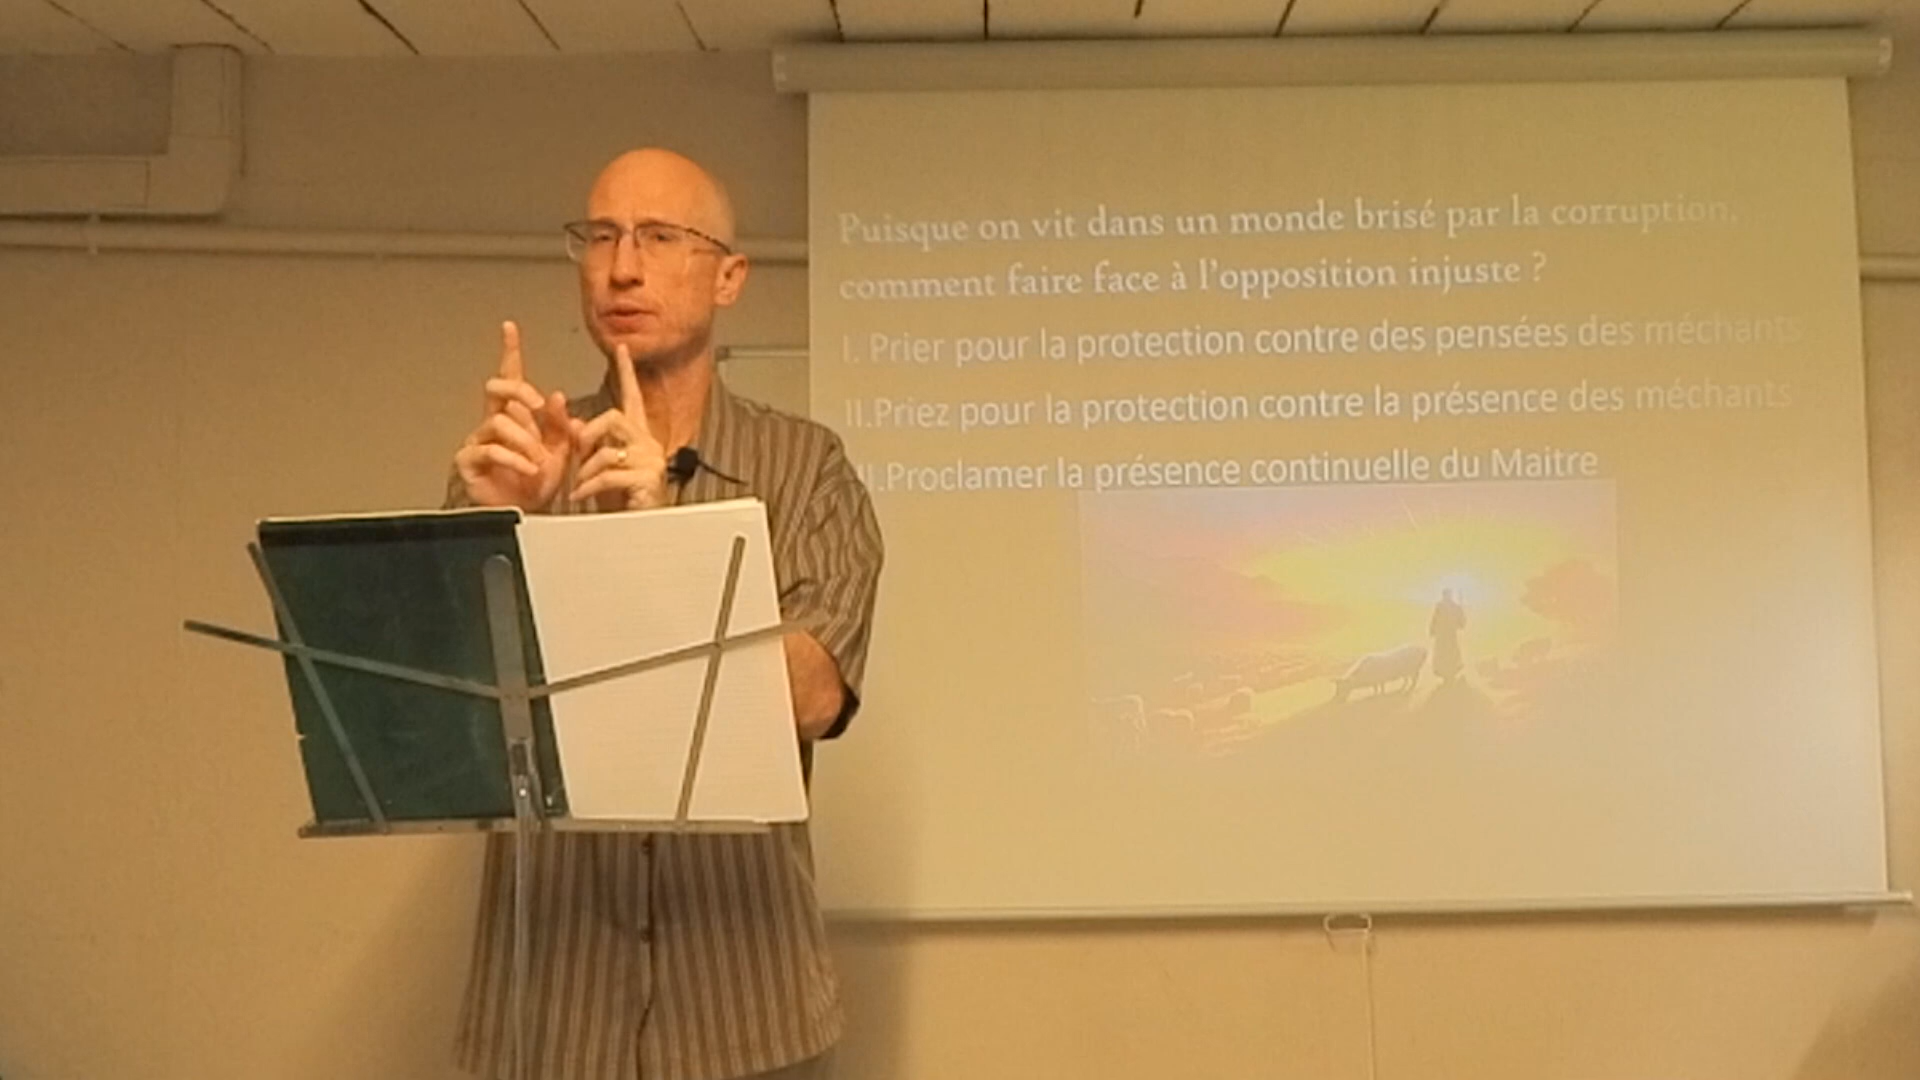 Puisque on vit dans un monde brisé par la corruption,
comment faire face à l'opposition injuste ?
I. Prier pour la protection contre des pensées des méchants
II.Priez pour la protection contre la présence des méchants
II.Proclamer la présence continuelle du Maitre